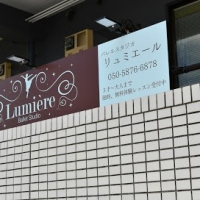 Lumiere
Ballet Studio
バレエスタジオ
リュミエール
050-5876-6878
1才〜大人まで
随時、無料体験レッスン受付中